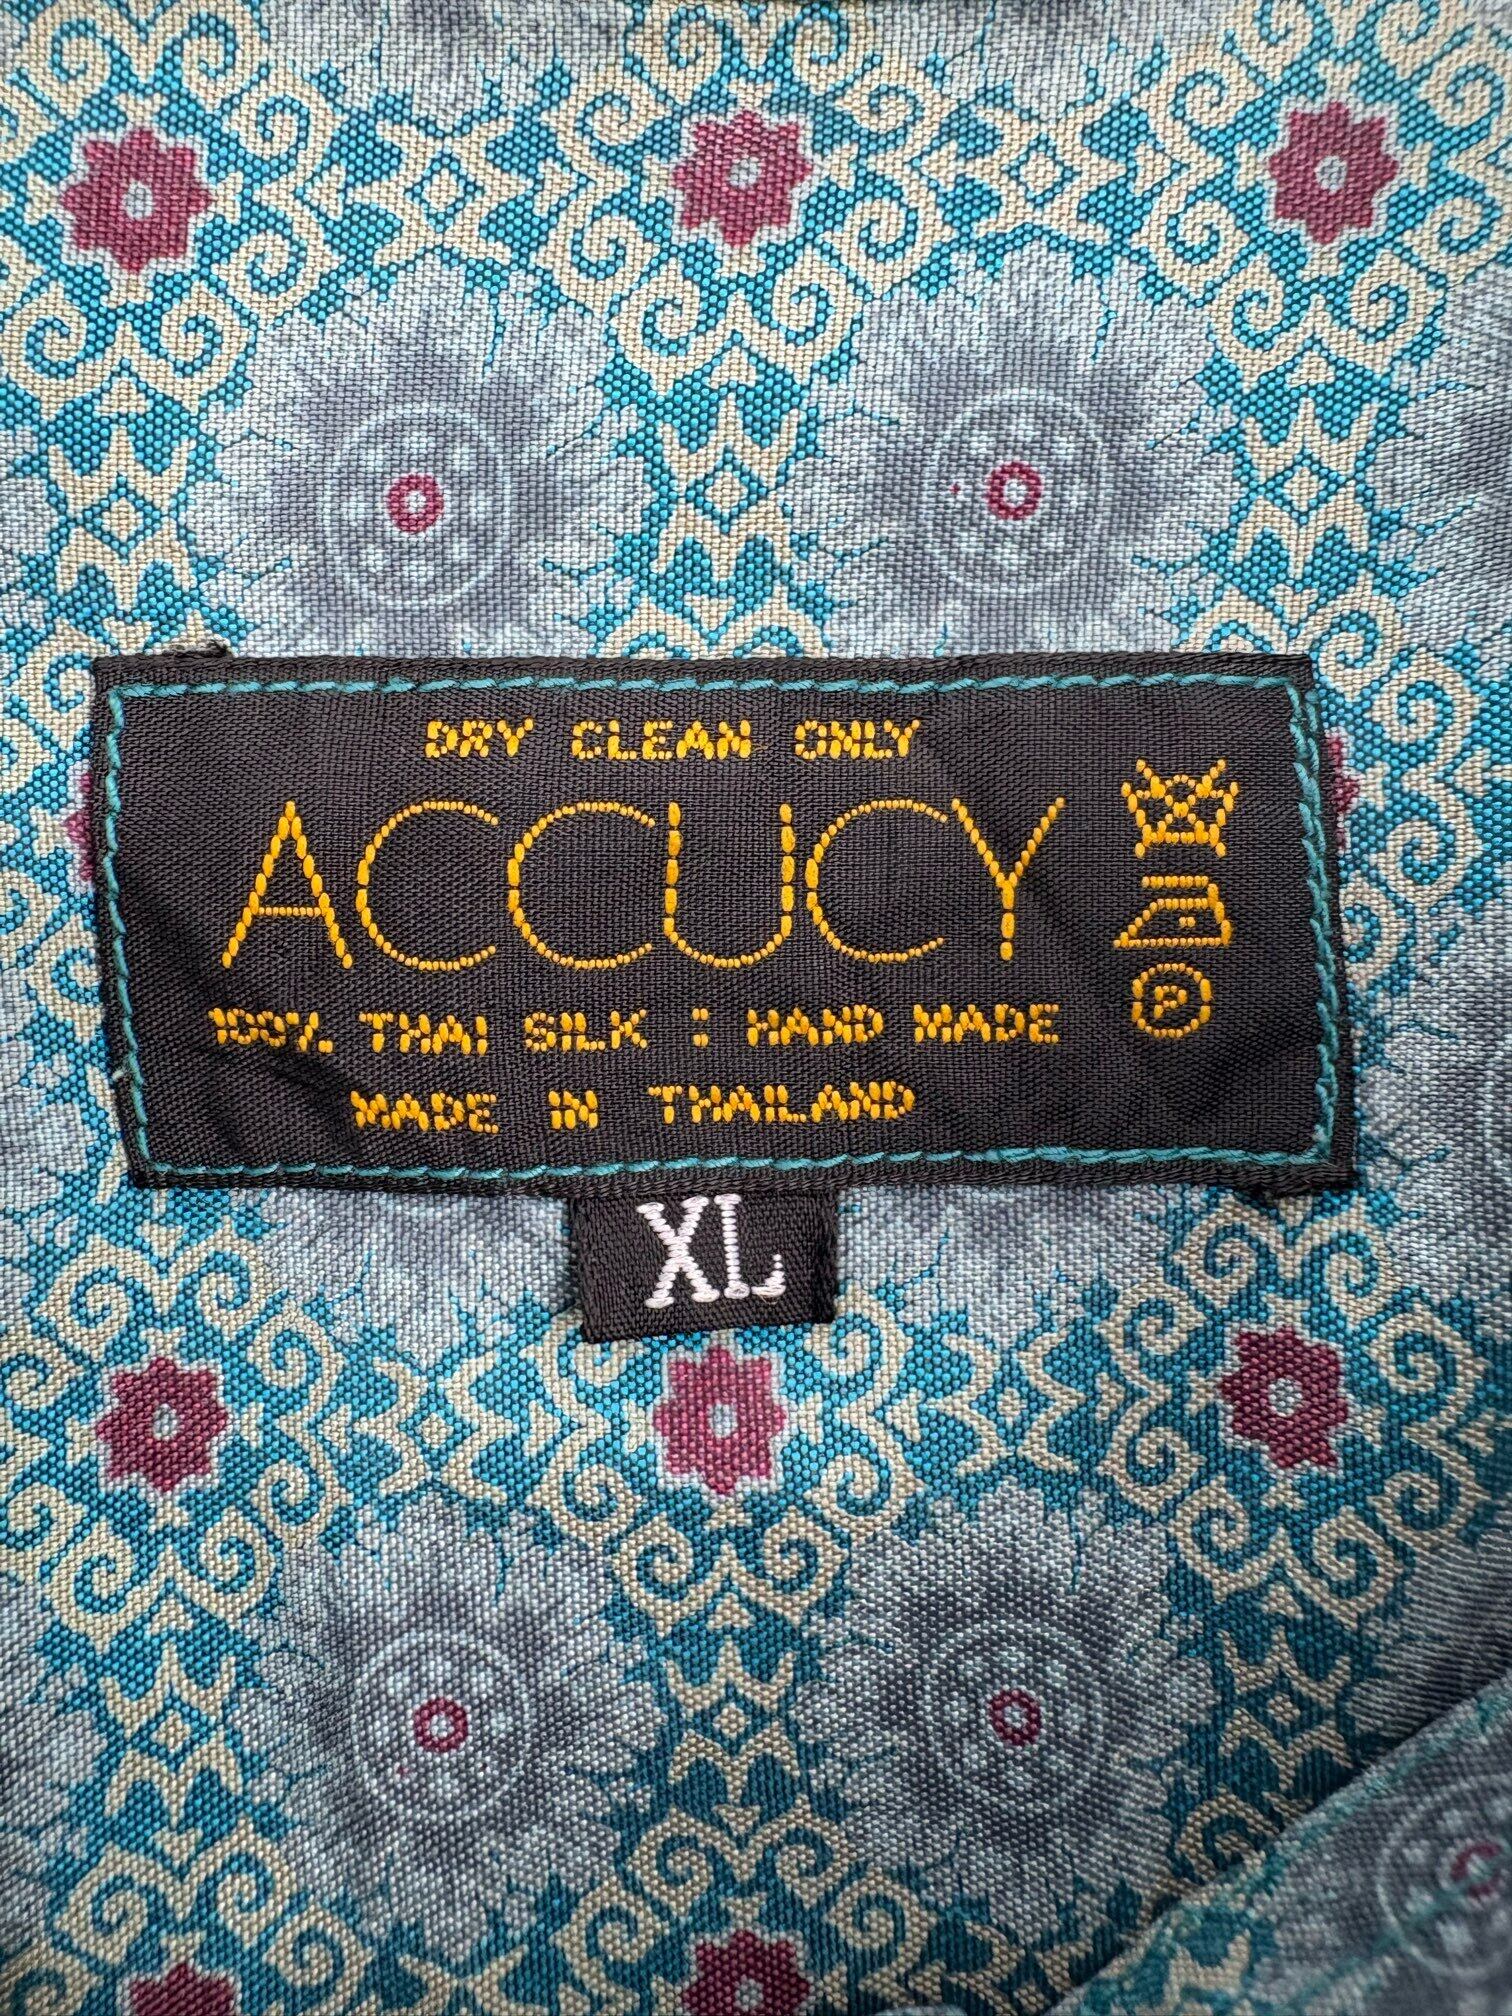 DRY CLEAN ONLY
ACCUCY
100% THAI SILK : HAND MADE
MADE IN THAILAND
P
XL